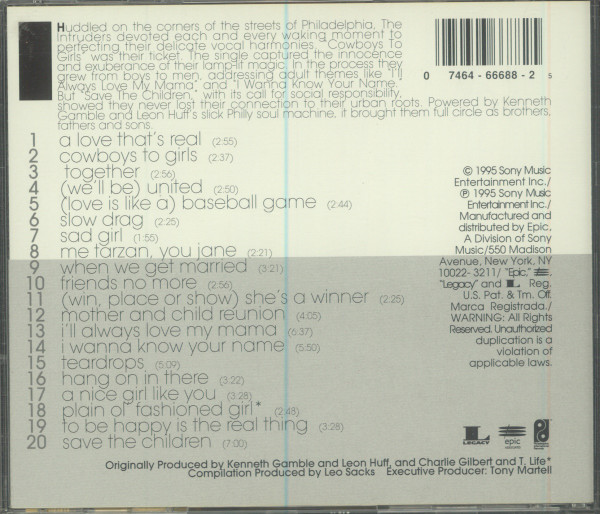 Huddled on the corners of the streets of Philadelphia, The
Intruders devoted each and every waking moment to
perfecting their delicate vocal harmonies. "Cowboys To
Girls" was their ticket. The single captured the innocence
and exuberance of their lamp-lit magic. In the process they
grew from boys to men, addressing adult themes like "I'll
Always Love My Mama" and "I Wanna Know Your Name."
But "Save The Children," with its call for social responsibility,
showed they never lost their connection to their urban roots. Powered by Kenneth
Gamble and Leon Huff's slick Philly soul machine, it brought them full circle as brothers,
fathers and sons.
0 7464-66688-2 5
1 a love that's real (2:55)
2 cowboys to girls (2:37)
3 together (2:56)
4 (we'll be) united (2:50)
5 (love is like a) baseball game (2:44)
6 slow drag (2:25)
7 sad girl (1:55)
8 me tarzan, you jane (2:21)
9 when we get married (3:21)
10 friends no more (2:56)
11 (win, place or show) she's a winner (2:25)
12 mother and child reunion (4:05)
13 i'll always love my mama (6:37)
14 i wanna know your name (5:50)
15 teardrops (5:09)
16 hang on in there (3:22)
17 a nice girl like you (3:28)
18 plain ol' fashioned girl* (2:48)
19 to be happy is the real thing (3:28)
20 save the children (7:00)
© 1995 Sony Music
Entertainment Inc./
℗ 1995 Sony Music
Entertainment Inc./
Manufactured and
distributed by Epic,
A Division of Sony
Music/550 Madison
Avenue, New York, NY
10022-3211/ "Epic,"
"Legacy" and L Reg.
U.S. Pat. & Tm. Off.
Marca Registrada./
WARNING: All Rights
Reserved. Unauthorized
duplication is a
violation of
applicable laws.
L LEGACY epic
Originally Produced by Kenneth Gamble and Leon Huff, and Charlie Gilbert and T. Life*
Compilation Produced by Leo Sacks Executive Producer: Tony Martell